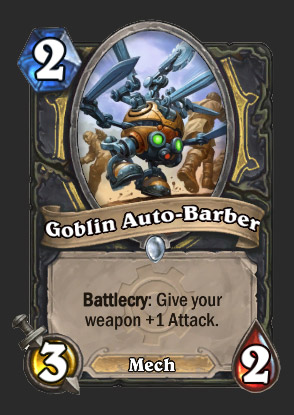 2
Goblin Auto-Barber
Battlecry: Give your
weapon +1 Attack.
3
Mech
2